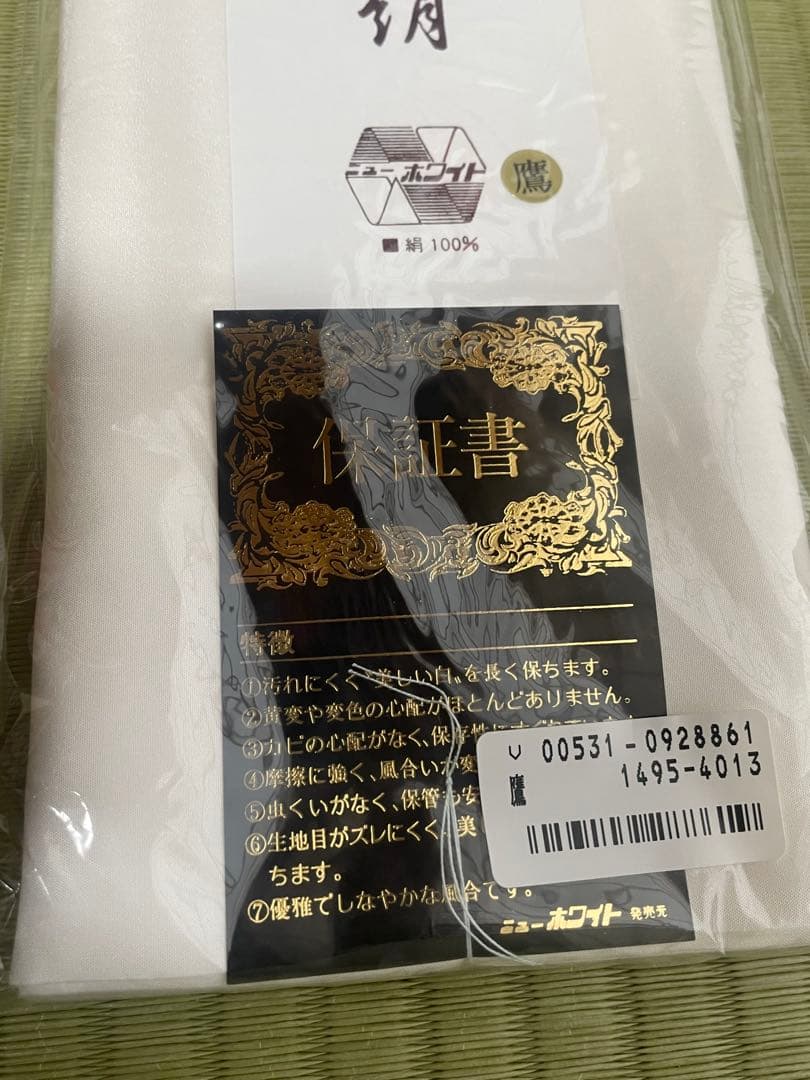 絹
ニューホワイト
鷹
絹 100%
保証書
特徴
①汚れにくく〝美しい白〟を長く保ちます。
②黄変や変色の心配がほとんどありません。
③カビの心配がなく、保存性
④摩擦に強く、風合いが変
⑤虫くいがなく、保管も安
⑥生地目がズレにくく、美
ちます。
⑦優雅でしなやかな風合です。
ニューホワイト 発売元
00531-0928861
鷹 1495-4013